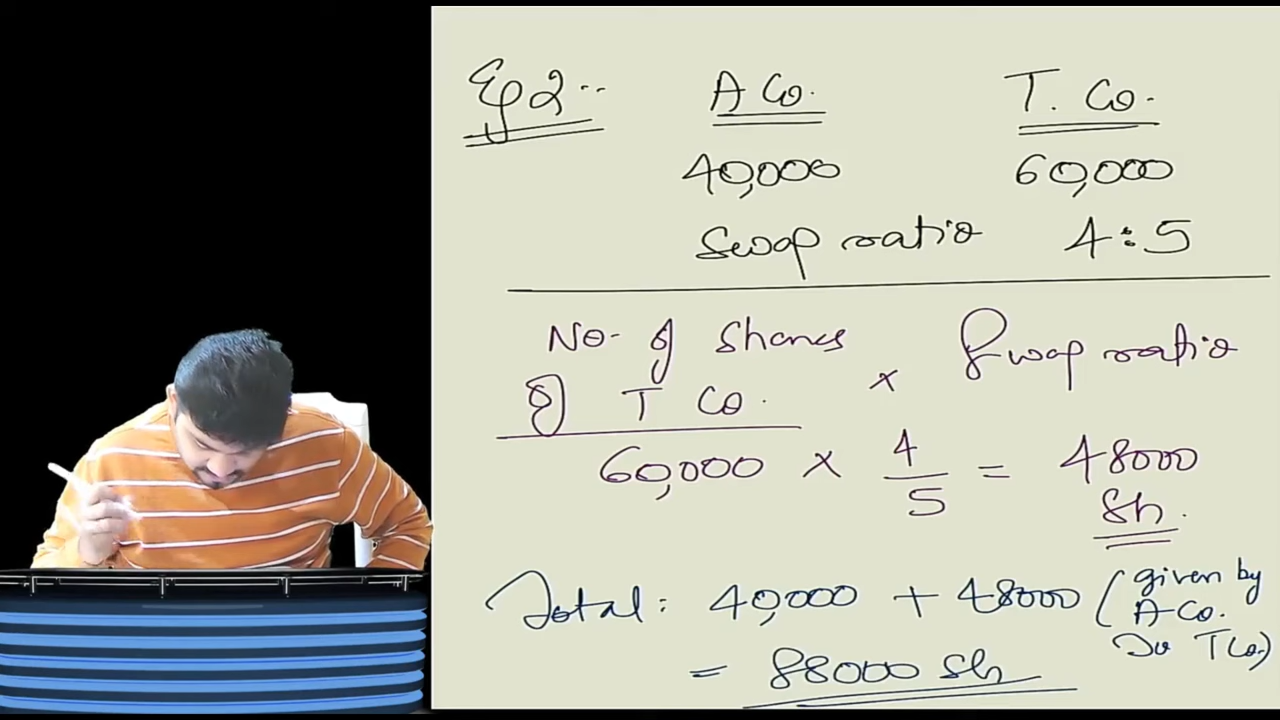 Eg 2..
A Co. T. Co.
40,000 60,000
Swap ratio 4:5
No. of Shares × Swap ratio
of T Co.
60,000 × 4/5 = 48000
Sh.
Total: 40,000 + 48000 (given by
A Co.
to T Co.)
= 88000 Sh